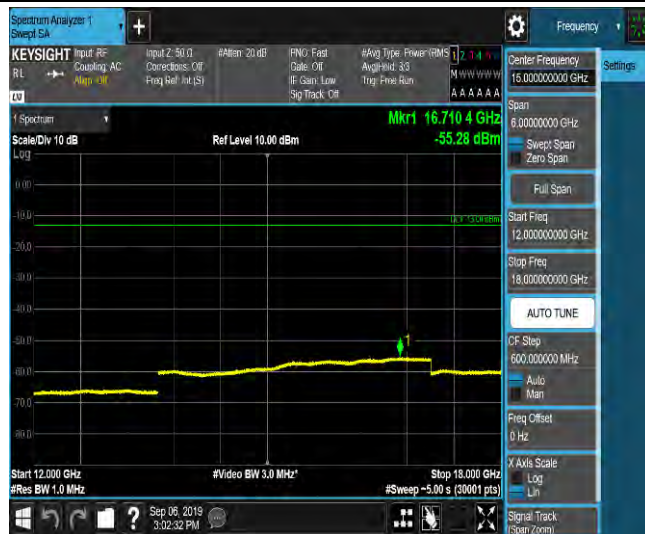 Spectrum Analyzer 1
Swept SA
+
Frequency
KEYSIGHT
RL
Input: RF
Coupling: AC
Align: Off
Input Z: 50 Ω
Corrections: Off
Freq Ref: Int (S)
#Atten: 20 dB
PNO: Fast
Gate: Off
IF Gain: Low
Sig Track: Off
#Avg Type: Power (RMS
Avg|Hold: 3/3
Trig: Free Run
1 2 3 4 5 6
M W W W W W
A A A A A A
LXI
1 Spectrum
Scale/Div 10 dB
Log
Ref Level 10.00 dBm
Mkr1 16.710 4 GHz
-55.28 dBm
0.00
-10.0
-20.0
-30.0
-40.0
-50.0
-60.0
-70.0
-80.0
DL1 -13.00 dBm
1
Start 12.000 GHz
#Res BW 1.0 MHz
#Video BW 3.0 MHz*
Stop 18.000 GHz
#Sweep ~5.00 s (30001 pts)
Center Frequency
15.000000000 GHz
Settings
Span
6.00000000 GHz
Swept Span
Zero Span
Full Span
Start Freq
12.000000000 GHz
Stop Freq
18.000000000 GHz
AUTO TUNE
CF Step
600.000000 MHz
Auto
Man
Freq Offset
0 Hz
X Axis Scale
Log
Lin
Signal Track
(Span Zoom)
?
Sep 06, 2019
3:02:32 PM